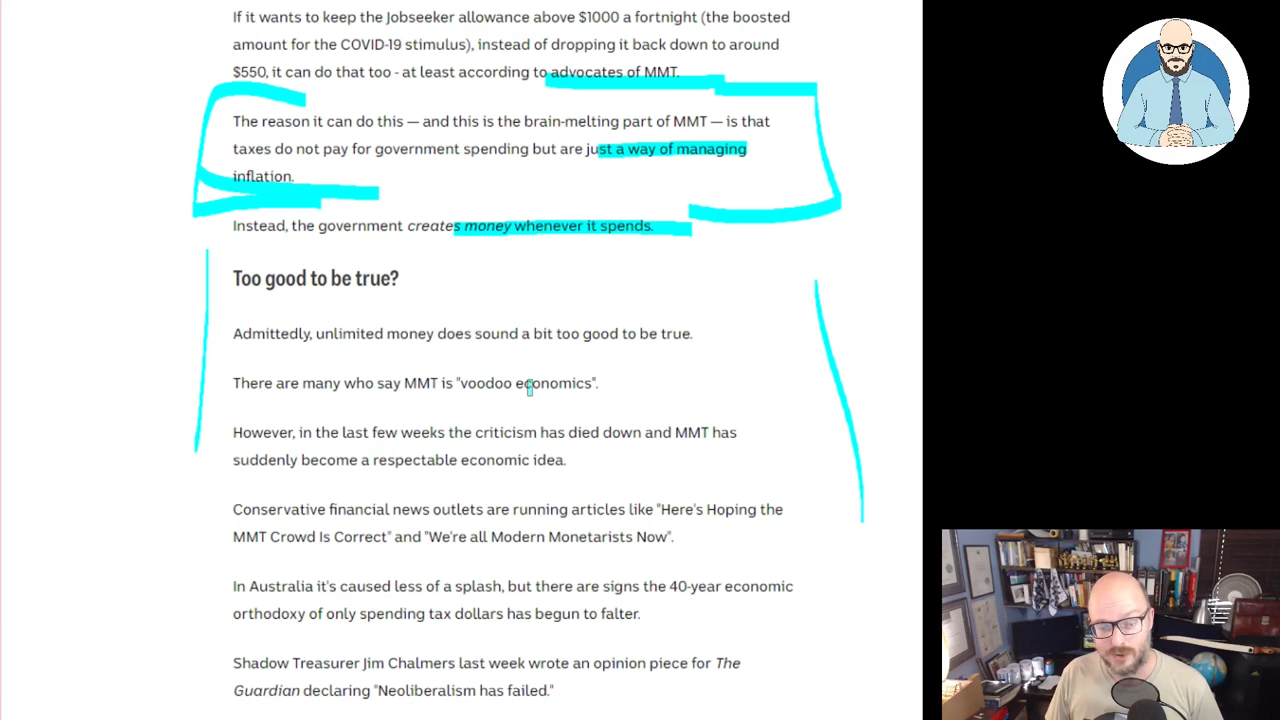 If it wants to keep the Jobseeker allowance above $1000 a fortnight (the boosted
amount for the COVID-19 stimulus), instead of dropping it back down to around
$550, it can do that too - at least according to advocates of MMT.
The reason it can do this — and this is the brain-melting part of MMT — is that
taxes do not pay for government spending but are just a way of managing
inflation.
Instead, the government creates money whenever it spends.
Too good to be true?
Admittedly, unlimited money does sound a bit too good to be true.
There are many who say MMT is "voodoo economics".
However, in the last few weeks the criticism has died down and MMT has
suddenly become a respectable economic idea.
Conservative financial news outlets are running articles like "Here's Hoping the
MMT Crowd Is Correct" and "We're all Modern Monetarists Now".
In Australia it's caused less of a splash, but there are signs the 40-year economic
orthodoxy of only spending tax dollars has begun to falter.
Shadow Treasurer Jim Chalmers last week wrote an opinion piece for The
Guardian declaring "Neoliberalism has failed."